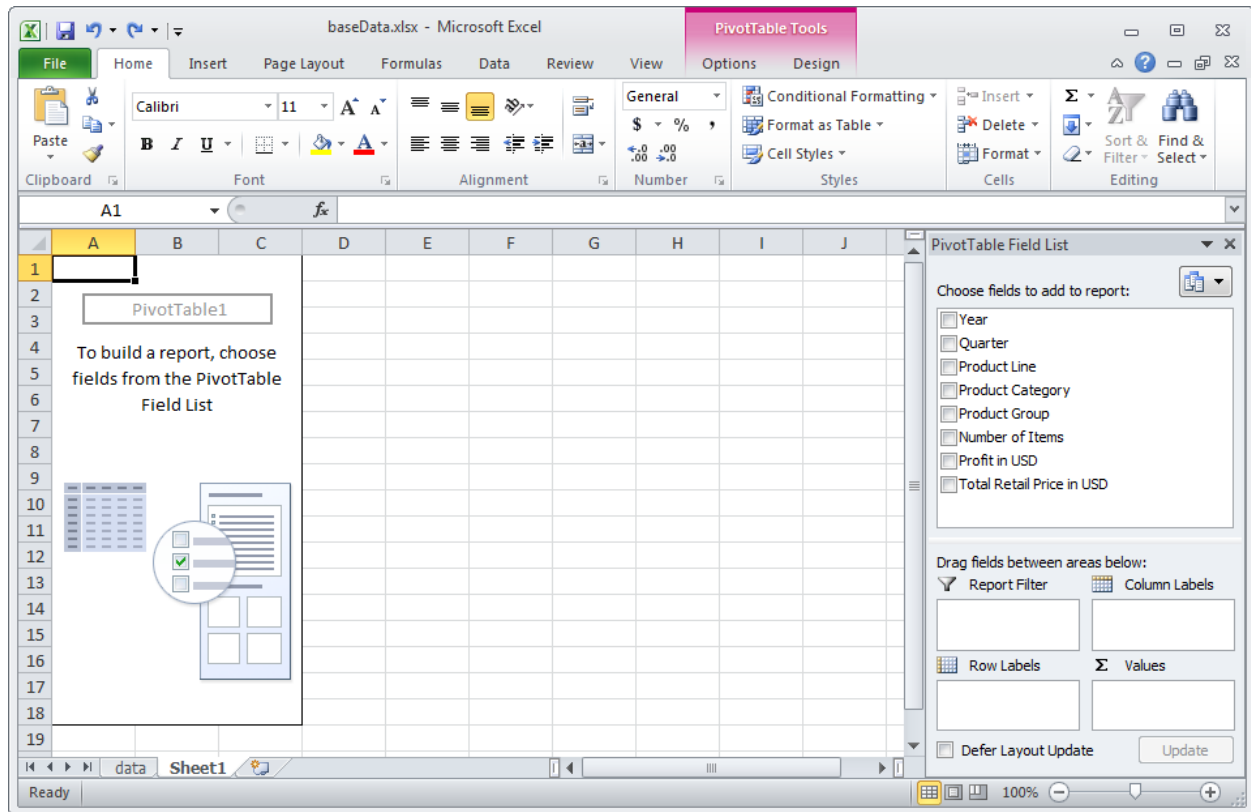 baseData.xlsx - Microsoft Excel
PivotTable Tools
File Home Insert Page Layout Formulas Data Review View Options Design
Paste
Calibri 11 A A
B I U A
General
$ % ,
.0 .00
.00 .0
Conditional Formatting
Format as Table
Cell Styles
Insert
Delete
Format
Σ
A
Z
Sort & Filter
Find & Select
Clipboard Font Alignment Number Styles Cells Editing
A1 fx
A B C D E F G H I J
1
2
3
4
5
6
7
8
9
10
11
12
13
14
15
16
17
18
19
PivotTable1
To build a report, choose
fields from the PivotTable
Field List
PivotTable Field List
Choose fields to add to report:
Year
Quarter
Product Line
Product Category
Product Group
Number of Items
Profit in USD
Total Retail Price in USD
Drag fields between areas below:
Report Filter Column Labels
Row Labels Σ Values
Defer Layout Update Update
data Sheet1
Ready 100%